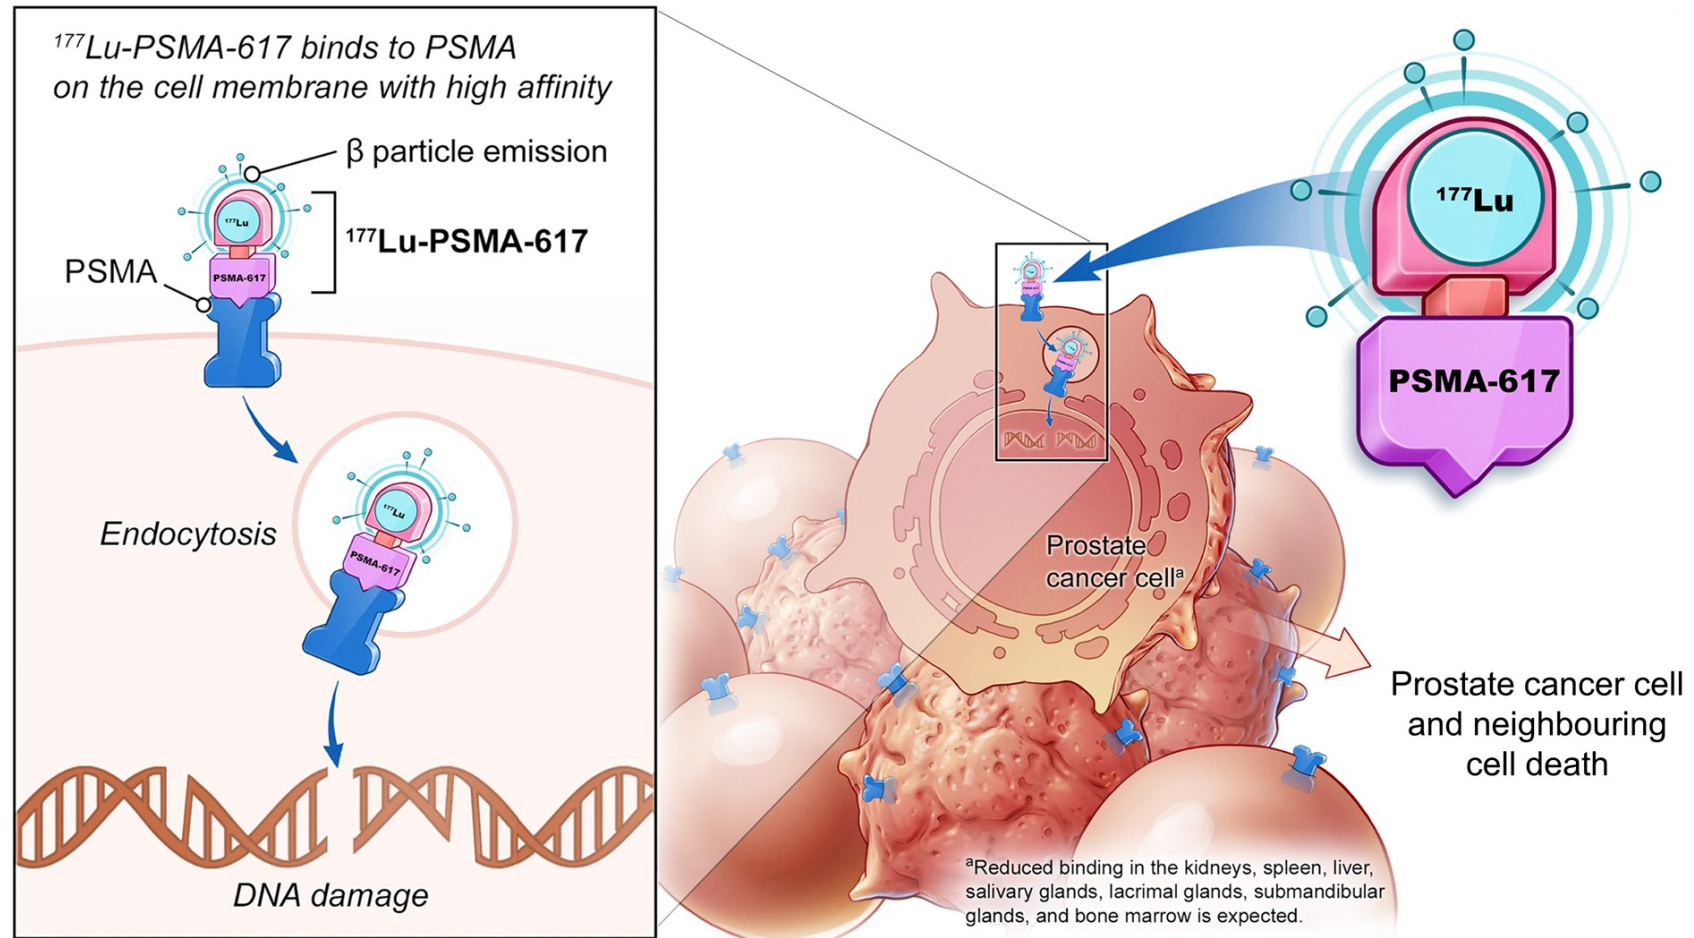 ¹⁷⁷Lu-PSMA-617 binds to PSMA
on the cell membrane with high affinity
β particle emission
¹⁷⁷Lu
¹⁷⁷Lu-PSMA-617
PSMA
PSMA-617
Endocytosis
¹⁷⁷Lu
PSMA-617
DNA damage
¹⁷⁷Lu
PSMA-617
Prostate
cancer cellᵃ
Prostate cancer cell
and neighbouring
cell death
ᵃReduced binding in the kidneys, spleen, liver,
salivary glands, lacrimal glands, submandibular
glands, and bone marrow is expected.